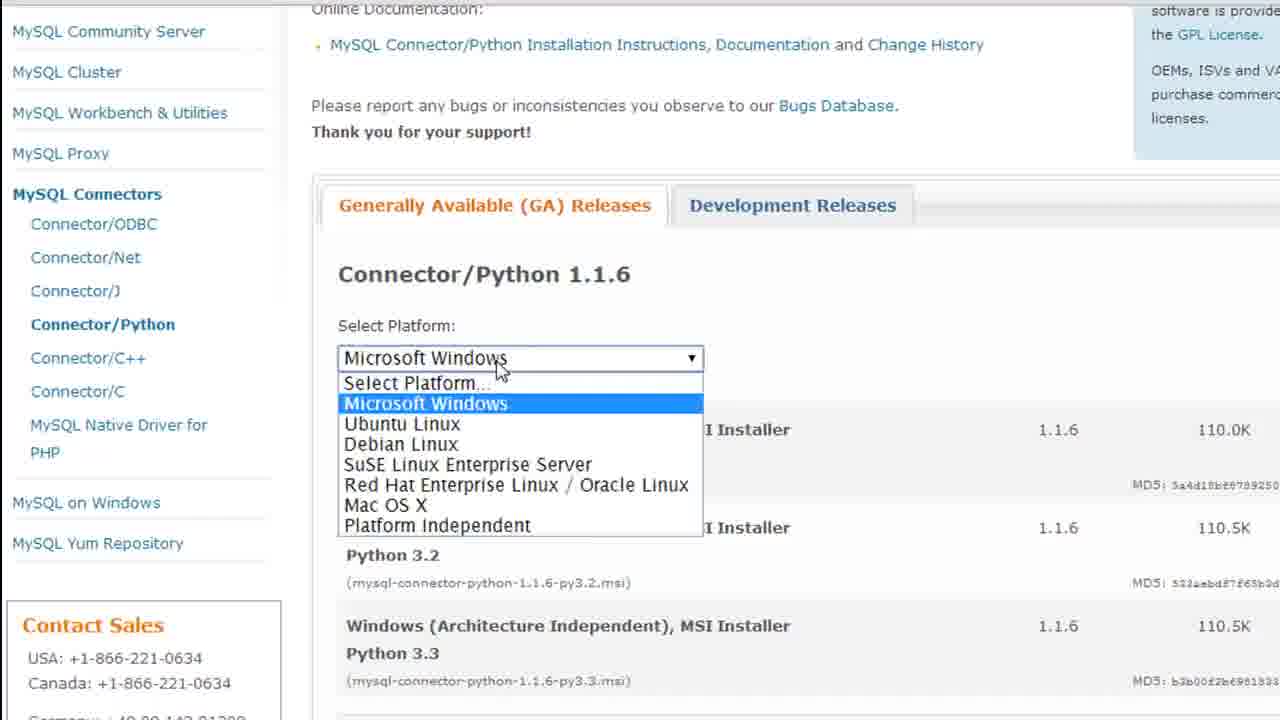 MySQL Community Server
MySQL Cluster
MySQL Workbench & Utilities
MySQL Proxy
MySQL Connectors
Connector/ODBC
Connector/Net
Connector/J
Connector/Python
Connector/C++
Connector/C
MySQL Native Driver for
PHP
MySQL on Windows
MySQL Yum Repository
Contact Sales
USA: +1-866-221-0634
Canada: +1-866-221-0634
Online Documentation:
MySQL Connector/Python Installation Instructions, Documentation and Change History
Please report any bugs or inconsistencies you observe to our Bugs Database.
Thank you for your support!
software is provide
the GPL License.
OEMs, ISVs and VA
purchase commerc
licenses.
Generally Available (GA) Releases
Development Releases
Connector/Python 1.1.6
Select Platform:
Microsoft Windows
Select Platform...
Microsoft Windows
Ubuntu Linux
Debian Linux
SuSE Linux Enterprise Server
Red Hat Enterprise Linux / Oracle Linux
Mac OS X
Platform Independent
I Installer 1.1.6 110.0K
MD5:
I Installer 1.1.6 110.5K
Python 3.2
(mysql-connector-python-1.1.6-py3.2.msi) MD5:
Windows (Architecture Independent), MSI Installer 1.1.6 110.5K
Python 3.3
(mysql-connector-python-1.1.6-py3.3.msi) MD5: